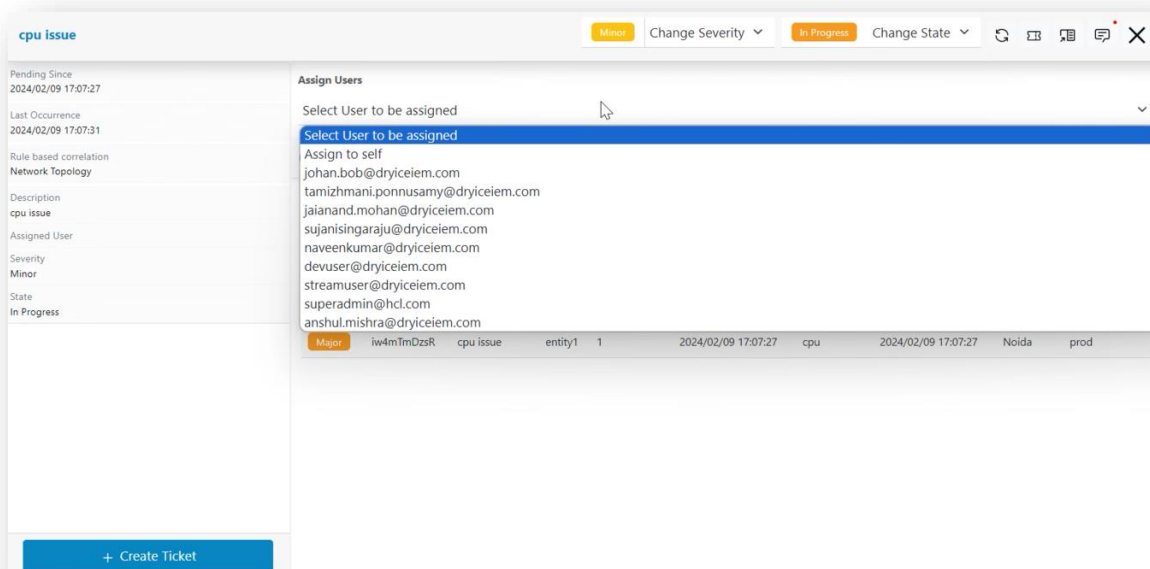 cpu issue
Minor Change Severity In Progress Change State
Pending Since
2024/02/09 17:07:27
Last Occurrence
2024/02/09 17:07:31
Rule based correlation
Network Topology
Description
cpu issue
Assigned User
Severity
Minor
State
In Progress
+ Create Ticket
Assign Users
Select User to be assigned
Select User to be assigned
Assign to self
johan.bob@dryiceiem.com
tamizhmani.ponnusamy@dryiceiem.com
jaianand.mohan@dryiceiem.com
sujanisingaraju@dryiceiem.com
naveenkumar@dryiceiem.com
devuser@dryiceiem.com
streamuser@dryiceiem.com
superadmin@hcl.com
anshul.mishra@dryiceiem.com
Major iw4mTmDzsR cpu issue entity1 1 2024/02/09 17:07:27 cpu 2024/02/09 17:07:27 Noida prod